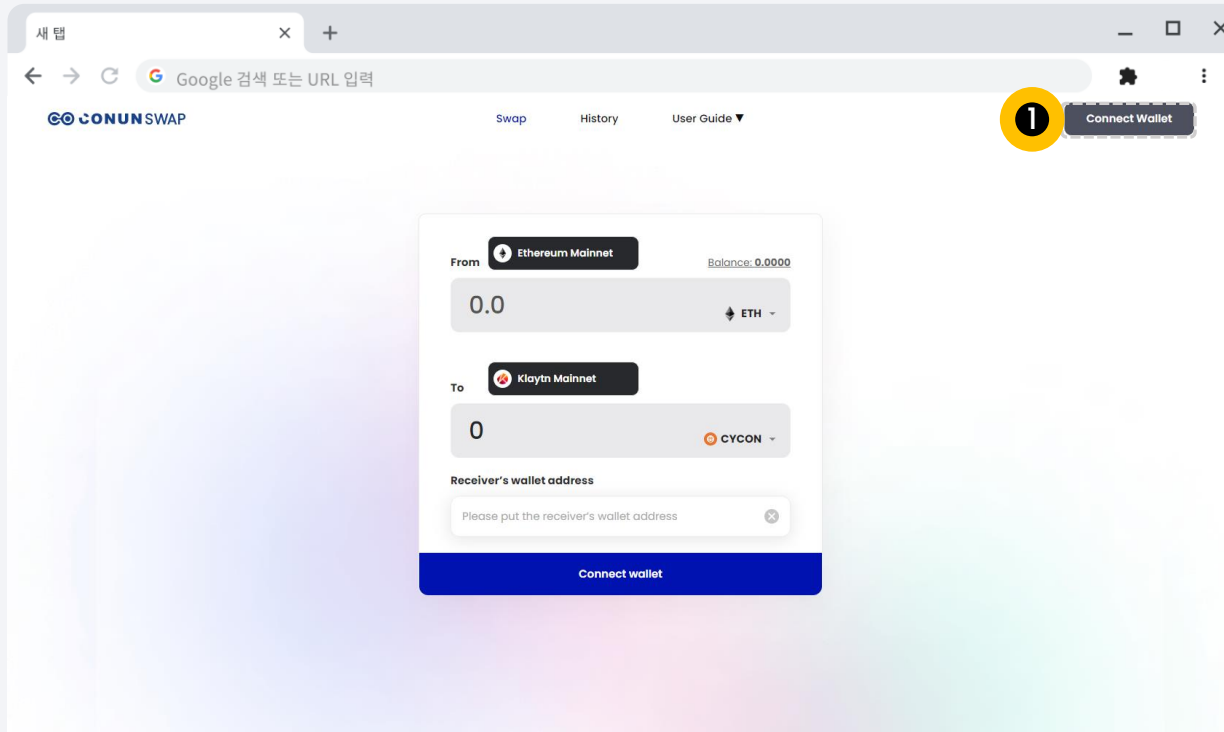 새 탭
Google 검색 또는 URL 입력
CONUN SWAP
Swap History User Guide ▼
1 Connect Wallet
From Ethereum Mainnet Balance: 0.0000
0.0 ETH
To Klaytn Mainnet
0 CYCON
Receiver's wallet address
Please put the receiver's wallet address
Connect wallet